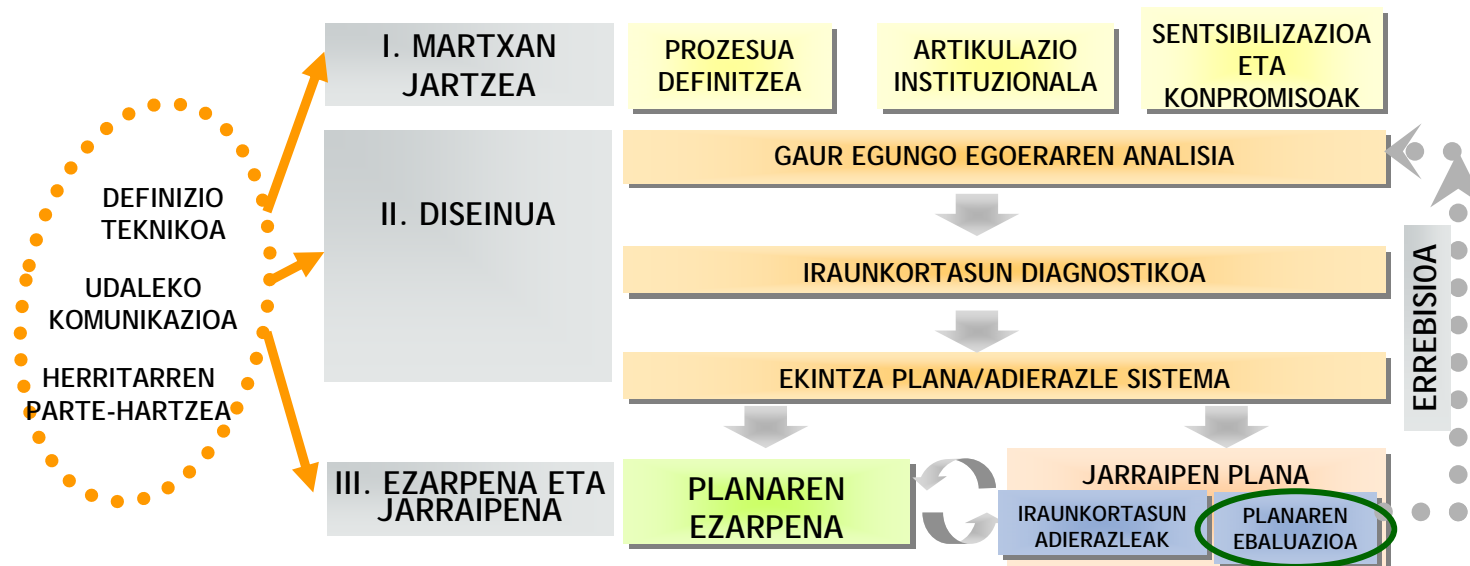 I. MARTXAN
JARTZEA
PROZESUA
DEFINITZEA
ARTIKULAZIO
INSTITUZIONALA
SENTSIBILIZAZIOA
ETA
KONPROMISOAK
DEFINIZIO
TEKNIKOA
UDALEKO
KOMUNIKAZIOA
HERRITARREN
PARTE-HARTZEA
II. DISEINUA
GAUR EGUNGO EGOERAREN ANALISIA
IRAUNKORTASUN DIAGNOSTIKOA
EKINTZA PLANA/ADIERAZLE SISTEMA
ERREBISIOA
III. EZARPENA ETA
JARRAIPENA
PLANAREN
EZARPENA
JARRAIPEN PLANA
IRAUNKORTASUN
ADIERAZLEAK
PLANAREN
EBALUAZIOA